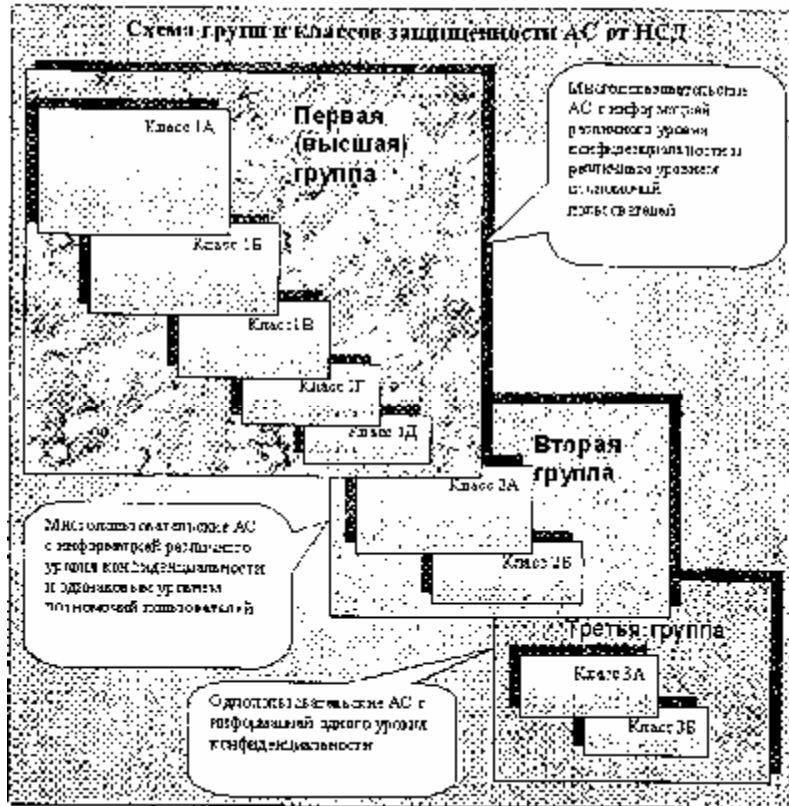 Схема групп и классов защищенности АС от НСД
Первая
(высшая)
группа
Класс 1А
Класс 1Б
Класс 1В
Класс 1Г
Класс 1Д
Многопользовательские
АС с информацией
различного уровня
конфиденциальности и
различным уровнем
полномочий
пользователей
Вторая
группа
Класс 2А
Класс 2Б
Многопользовательские АС
с информацией различного
уровня конфиденциальности
и одинаковым уровнем
полномочий пользователей
Третья группа
Класс 3А
Класс 3Б
Однопользовательские АС с
информацией одного уровня
конфиденциальности